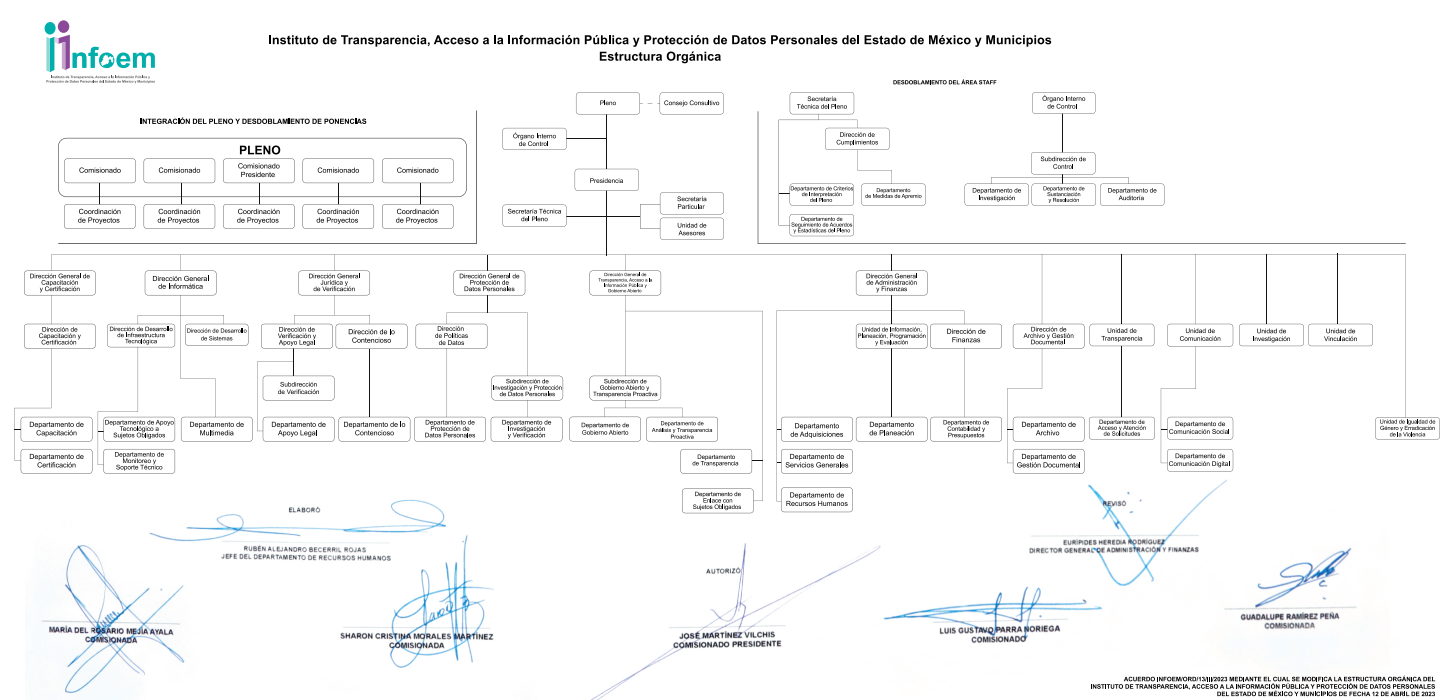 infoem
Instituto de Transparencia, Acceso a la Información Pública y
Protección de Datos Personales del Estado de México y Municipios
Instituto de Transparencia, Acceso a la Información Pública y Protección de Datos Personales del Estado de México y Municipios
Estructura Orgánica
INTEGRACIÓN DEL PLENO Y DESDOBLAMIENTO DE PONENCIAS
PLENO
Comisionado
Comisionado
Comisionado
Presidente
Comisionado
Comisionado
Coordinación
de Proyectos
Coordinación
de Proyectos
Coordinación
de Proyectos
Coordinación
de Proyectos
Coordinación
de Proyectos
Pleno
Consejo Consultivo
Órgano Interno
de Control
Presidencia
Secretaría Técnica
del Pleno
Secretaría
Particular
Unidad de
Asesores
DESDOBLAMIENTO DEL ÁREA STAFF
Secretaría
Técnica del Pleno
Dirección de
Cumplimientos
Departamento de Criterios
de Interpretación
del Pleno
Departamento
de Medidas de Apremio
Departamento de
Seguimiento de Acuerdos
y Estadísticas del Pleno
Órgano Interno
de Control
Subdirección de
Control
Departamento de
Investigación
Departamento de
Sustanciación
y Resolución
Departamento de
Auditoría
Dirección General de
Capacitación
y Certificación
Dirección General
de Informática
Dirección General
Jurídica y
de Verificación
Dirección General de
Protección de
Datos Personales
Dirección General de
Transparencia, Acceso a la
Información Pública y
Gobierno Abierto
Dirección General
de Administración
y Finanzas
Dirección de
Capacitación y
Certificación
Dirección de Desarrollo
de Infraestructura
Tecnológica
Dirección de Desarrollo
de Sistemas
Dirección de
Verificación y
Apoyo Legal
Dirección de lo
Contencioso
Dirección
de Políticas
de Datos
Unidad de Información,
Planeación, Programación
y Evaluación
Dirección de
Finanzas
Dirección de
Archivo y Gestión
Documental
Unidad de
Transparencia
Unidad de
Comunicación
Unidad de
Investigación
Unidad de
Vinculación
Subdirección
de Verificación
Subdirección de
Investigación y Protección
de Datos Personales
Subdirección de
Gobierno Abierto y
Transparencia Proactiva
Departamento de
Capacitación
Departamento de Apoyo
Tecnológico a
Sujetos Obligados
Departamento de
Multimedia
Departamento de
Apoyo Legal
Departamento de lo
Contencioso
Departamento de
Protección de
Datos Personales
Departamento de
Investigación
y Verificación
Departamento de
Gobierno Abierto
Departamento de
Análisis y Transparencia
Proactiva
Departamento
de Adquisiciones
Departamento
de Planeación
Departamento de
Contabilidad y
Presupuestos
Departamento de
Archivo
Departamento de
Acceso y Atención
de Solicitudes
Departamento de
Comunicación Social
Unidad de Igualdad de
Género y Erradicación
de la Violencia
Departamento de
Certificación
Departamento de
Monitoreo y
Soporte Técnico
Departamento
de Transparencia
Departamento de
Servicios Generales
Departamento de
Gestión Documental
Departamento de
Comunicación Digital
Departamento de
Enlace con
Sujetos Obligados
Departamento de
Recursos Humanos
ELABORÓ
RUBÉN ALEJANDRO BECERRIL ROJAS
JEFE DEL DEPARTAMENTO DE RECURSOS HUMANOS
REVISÓ
EURÍPIDES HEREDIA RODRÍGUEZ
DIRECTOR GENERAL DE ADMINISTRACIÓN Y FINANZAS
AUTORIZÓ
MARÍA DEL ROSARIO MEJÍA AYALA
COMISIONADA
SHARON CRISTINA MORALES MARTÍNEZ
COMISIONADA
JOSÉ MARTÍNEZ VILCHIS
COMISIONADO PRESIDENTE
LUIS GUSTAVO PARRA NORIEGA
COMISIONADO
GUADALUPE RAMÍREZ PEÑA
COMISIONADA
ACUERDO INFOEM/ORD/13/III/2023 MEDIANTE EL CUAL SE MODIFICA LA ESTRUCTURA ORGÁNICA DEL
INSTITUTO DE TRANSPARENCIA, ACCESO A LA INFORMACIÓN PÚBLICA Y PROTECCIÓN DE DATOS PERSONALES
DEL ESTADO DE MÉXICO Y MUNICIPIOS DE FECHA 12 DE ABRIL DE 2023